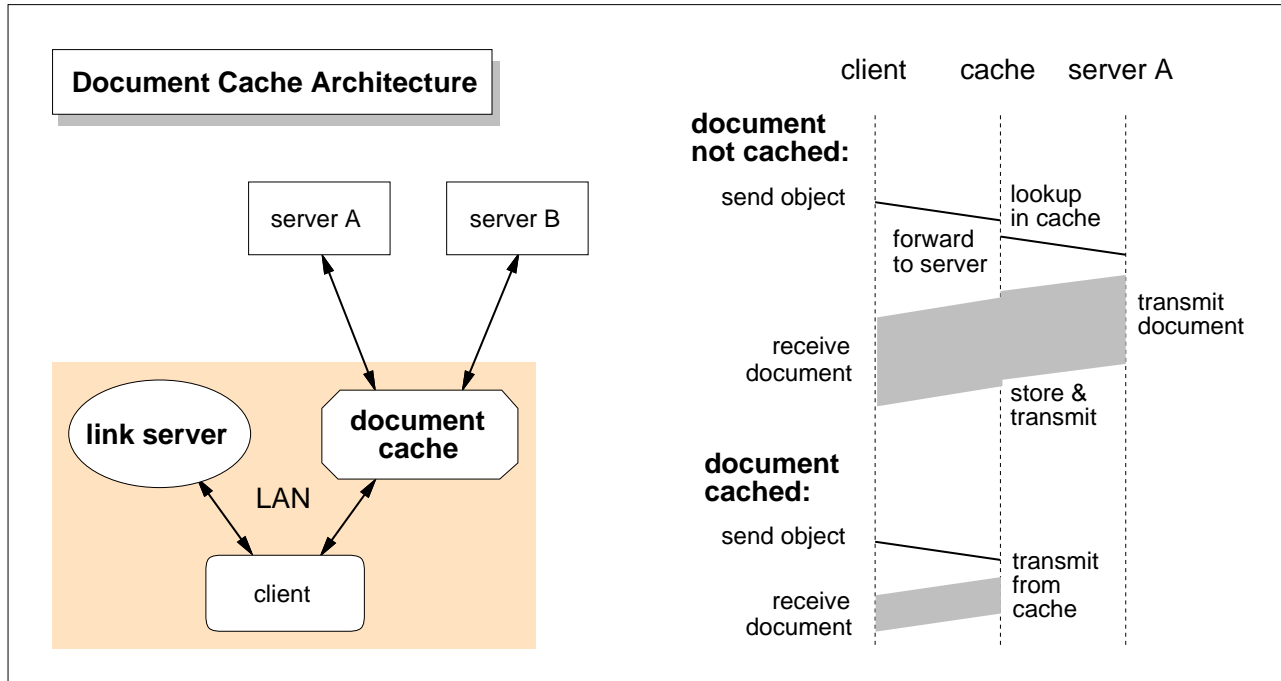 Document Cache Architecture
server A
server B
link server
document
cache
LAN
client
client
cache
server A
document
not cached:
send object
lookup
in cache
forward
to server
transmit
document
receive
document
store &
transmit
document
cached:
send object
transmit
from
cache
receive
document